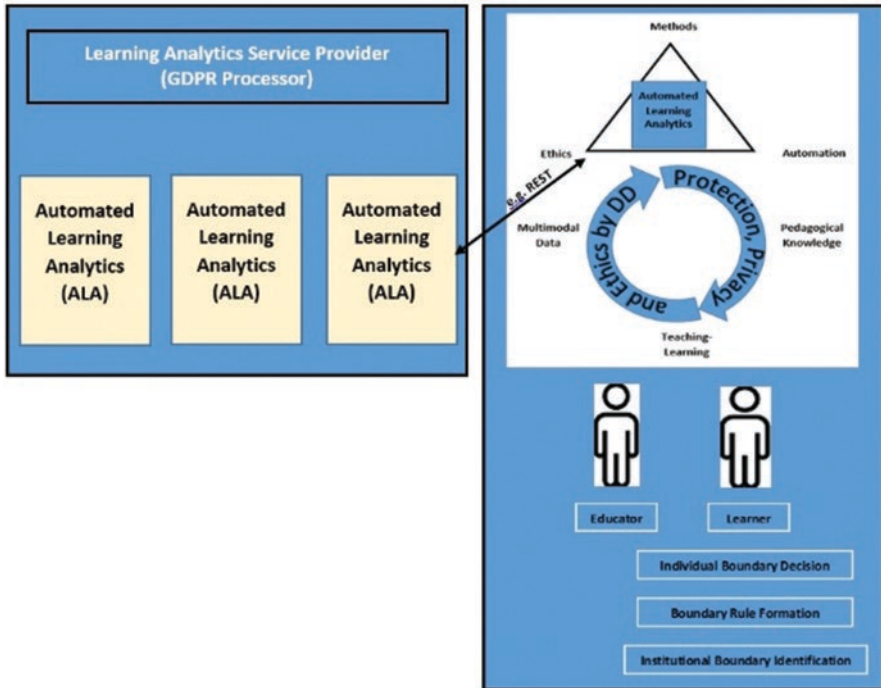 Learning Analytics Service Provider
(GDPR Processor)
Automated
Learning
Analytics
(ALA)
Automated
Learning
Analytics
(ALA)
Automated
Learning
Analytics
(ALA)
e.g. REST
Methods
Automated
Learning
Analytics
Ethics
Automation
Multimodal
Data
Pedagogical
Knowledge
Protection, Privacy
and Ethics by DD
Teaching-
Learning
Educator
Learner
Individual Boundary Decision
Boundary Rule Formation
Institutional Boundary Identification